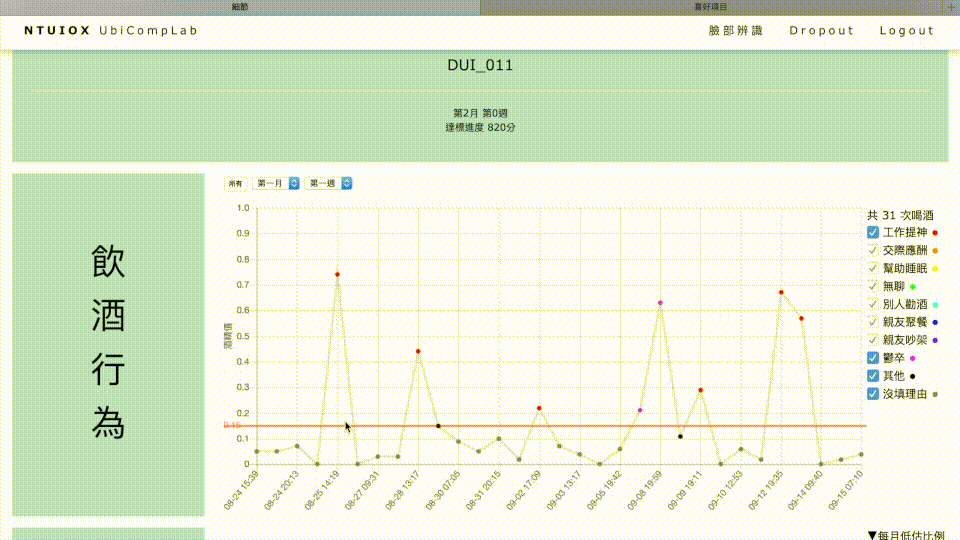 細節
喜好項目
NTUIOX UbiCompLab
臉部辨識 Dropout Logout
DUI_011
第2月 第0週
達標進度 820分
飲酒行為
所有 第一月 第一週
酒精值
1.0
0.9
0.8
0.7
0.6
0.5
0.4
0.3
0.2
0.15
0.1
0
08-24 15:39
08-24 20:13
08-25 14:19
08-27 09:31
08-28 13:17
08-30 07:05
08-31 20:15
09-02 17:09
09-03 13:17
09-05 18:42
09-08 19:59
09-09 19:11
09-10 12:53
09-12 19:35
09-14 09:40
09-15 07:10
共 31 次喝酒
工作提神
交際應酬
幫助睡眠
無聊
別人勸酒
親友聚餐
親友吵架
鬱卒
其他
沒填理由
▼每月低估比例